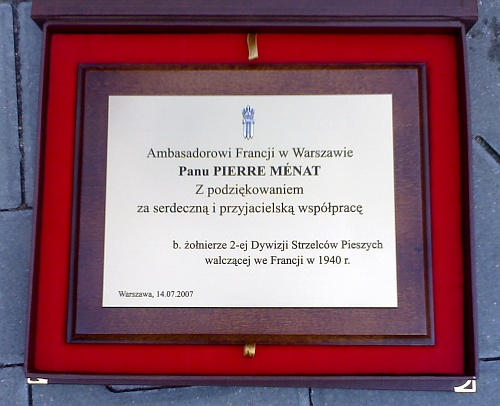 Ambasadorowi Francji w Warszawie
Panu PIERRE MÉNAT
Z podziękowaniem
za serdeczną i przyjacielską współpracę
b. żołnierze 2-ej Dywizji Strzelców Pieszych
walczącej we Francji w 1940 r.
Warszawa, 14.07.2007